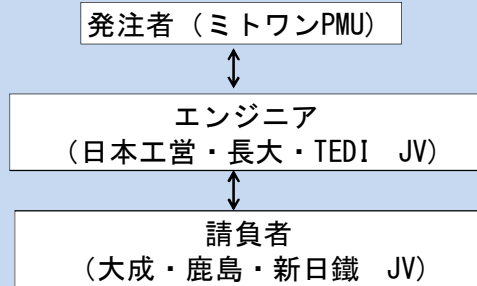 発注者（ミトワンPMU）
エンジニア
（日本工営・長大・TEDI　JV）
請負者
（大成・鹿島・新日鐵　JV）